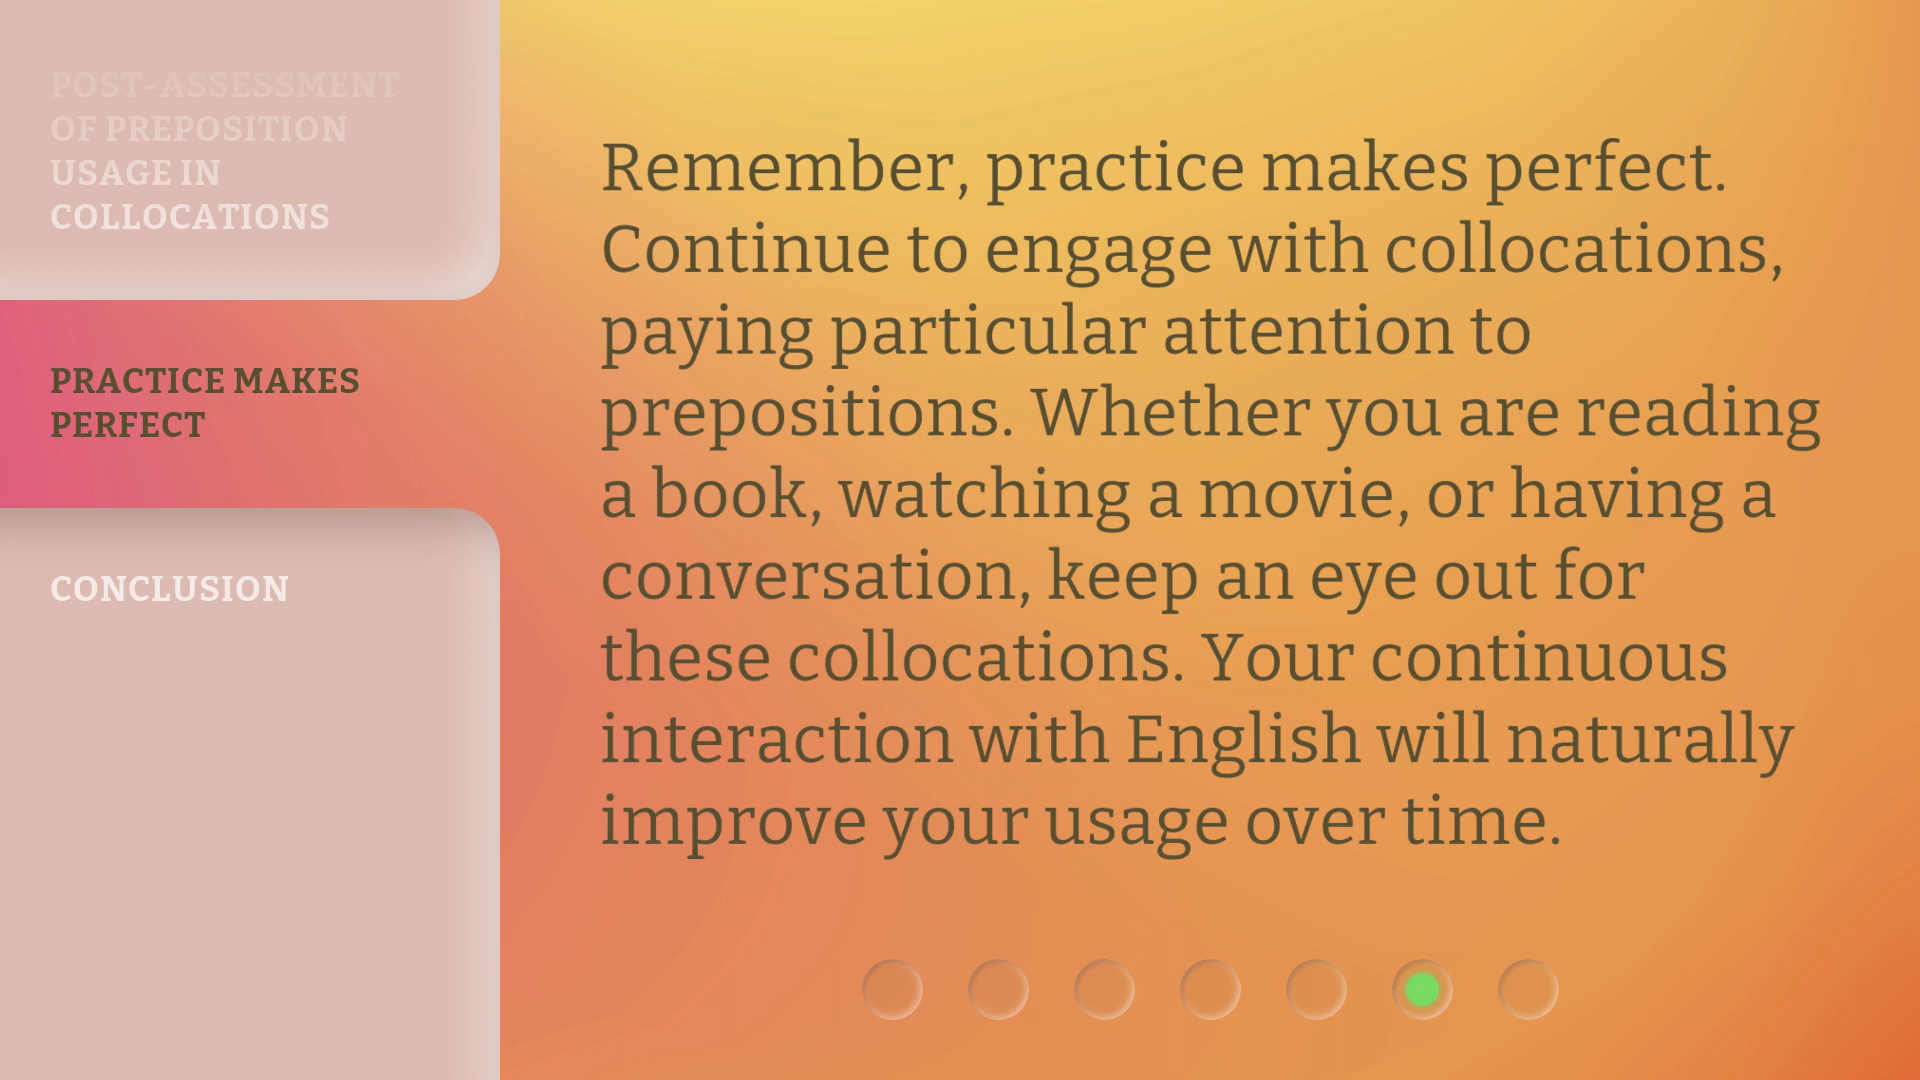 POST-ASSESSMENT
OF PREPOSITION
USAGE IN
COLLOCATIONS
PRACTICE MAKES
PERFECT
CONCLUSION
Remember, practice makes perfect.
Continue to engage with collocations,
paying particular attention to
prepositions. Whether you are reading
a book, watching a movie, or having a
conversation, keep an eye out for
these collocations. Your continuous
interaction with English will naturally
improve your usage over time.